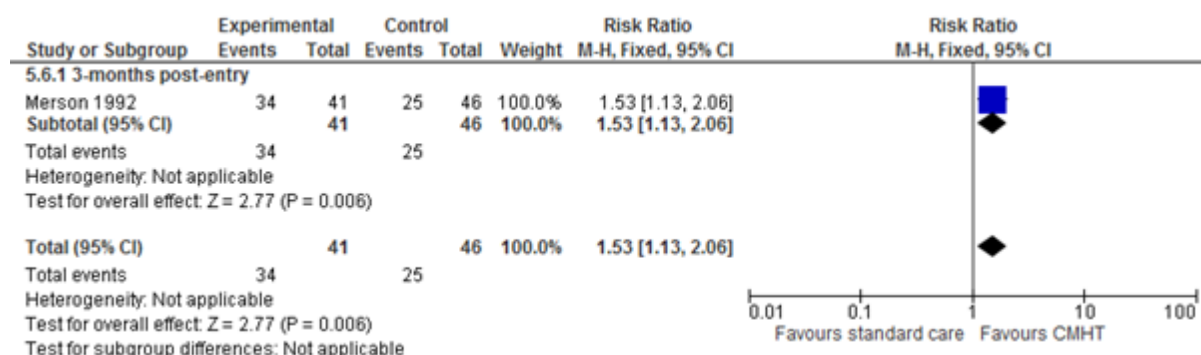 Experimental Control Risk Ratio Risk Ratio
Study or Subgroup Events Total Events Total Weight M-H, Fixed, 95% CI M-H, Fixed, 95% CI
5.6.1 3-months post-entry
Merson 1992 34 41 25 46 100.0% 1.53 [1.13, 2.06]
Subtotal (95% CI) 41 46 100.0% 1.53 [1.13, 2.06]
Total events 34 25
Heterogeneity: Not applicable
Test for overall effect: Z = 2.77 (P = 0.006)
Total (95% CI) 41 46 100.0% 1.53 [1.13, 2.06]
Total events 34 25
Heterogeneity: Not applicable
Test for overall effect: Z = 2.77 (P = 0.006)
Test for subgroup differences: Not applicable
0.01 0.1 1 10 100
Favours standard care Favours CMHT